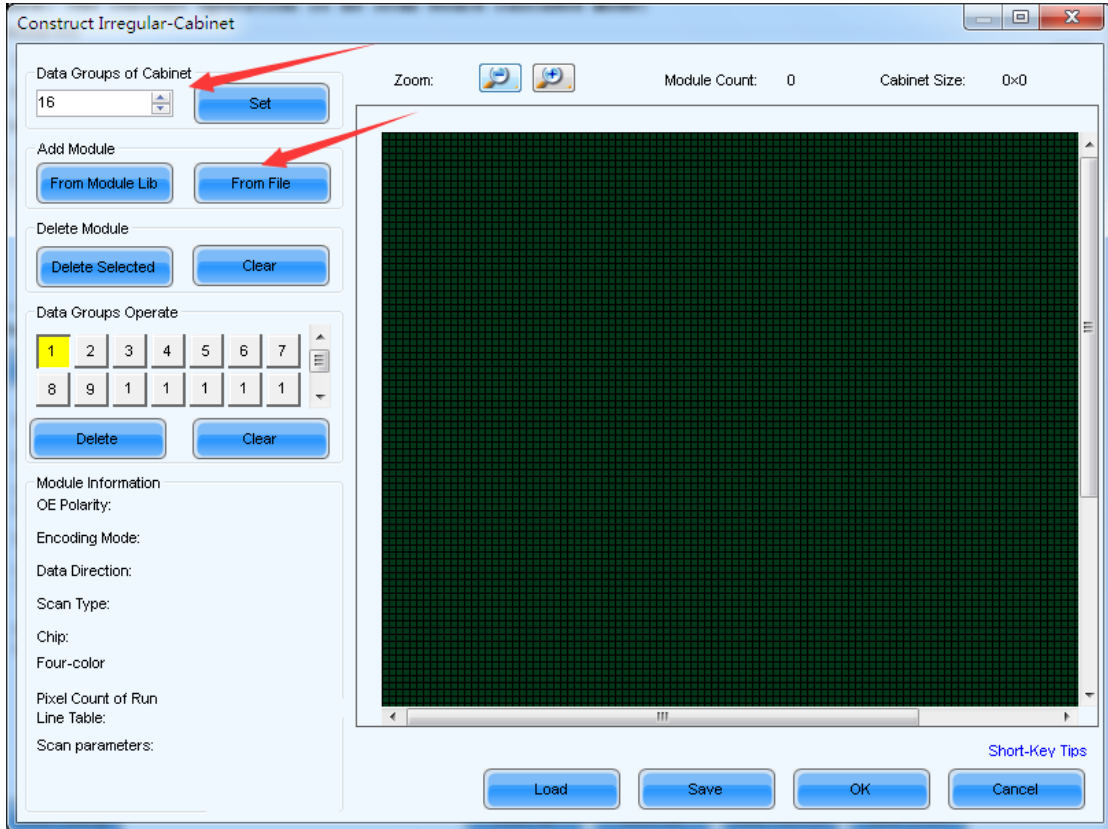 Construct Irregular-Cabinet
Data Groups of Cabinet
16
Set
Zoom:
Module Count: 0
Cabinet Size: 0×0
Add Module
From Module Lib
From File
Delete Module
Delete Selected
Clear
Data Groups Operate
1 2 3 4 5 6 7
8 9 1 1 1 1 1
Delete
Clear
Module Information
OE Polarity:
Encoding Mode:
Data Direction:
Scan Type:
Chip:
Four-color
Pixel Count of Run
Line Table:
Scan parameters:
Short-Key Tips
Load
Save
OK
Cancel